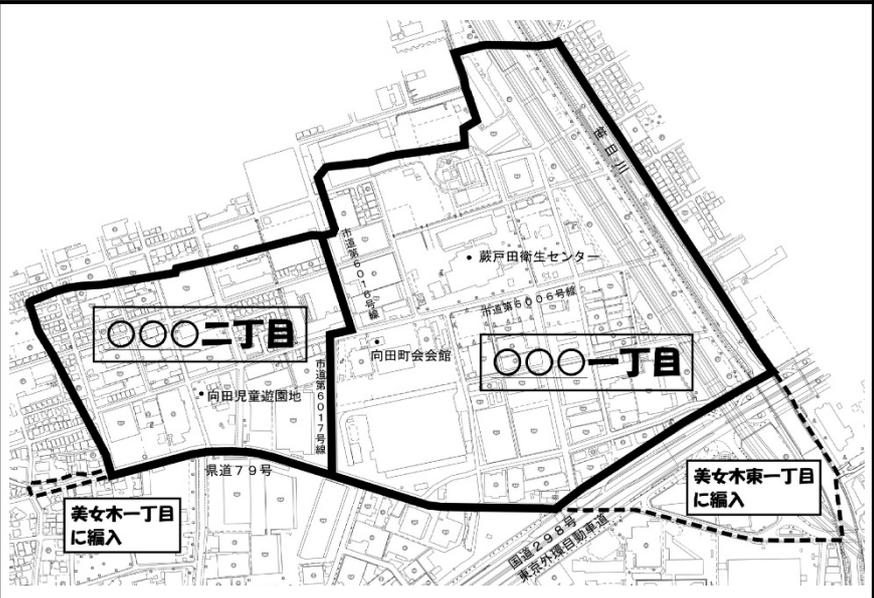 笹目川
市道第6016号線
蕨戸田衛生センター
市道第6006号線
○○○二丁目
向田町会会館
○○○一丁目
市道第6017号線
向田児童遊園地
県道79号
美女木東一丁目
に編入
美女木一丁目
に編入
国道298号
東京外環自動車道